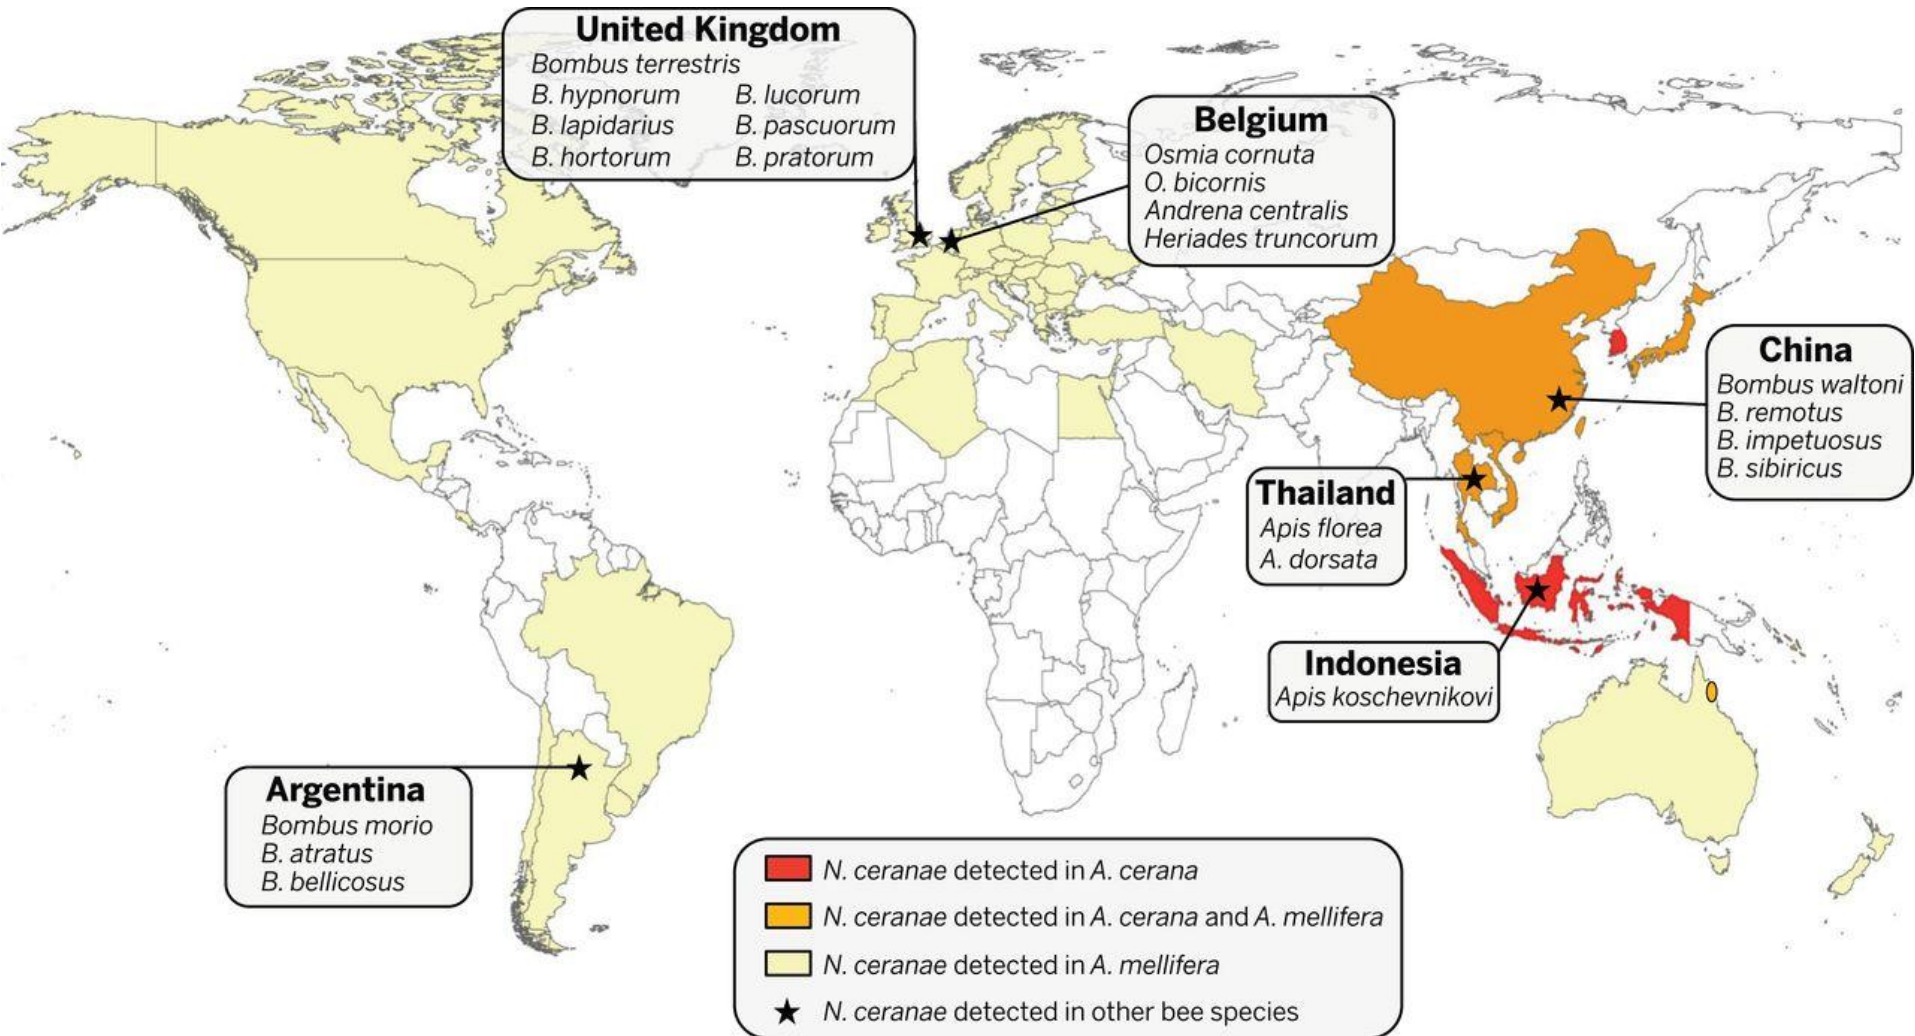 United Kingdom
Bombus terrestris
B. hypnorum B. lucorum
B. lapidarius B. pascuorum
B. hortorum B. pratorum
Belgium
Osmia cornuta
O. bicornis
Andrena centralis
Heriades truncorum
China
Bombus waltoni
B. remotus
B. impetuosus
B. sibiricus
Thailand
Apis florea
A. dorsata
Indonesia
Apis koschevnikovi
Argentina
Bombus morio
B. atratus
B. bellicosus
N. ceranae detected in A. cerana
N. ceranae detected in A. cerana and A. mellifera
N. ceranae detected in A. mellifera
N. ceranae detected in other bee species